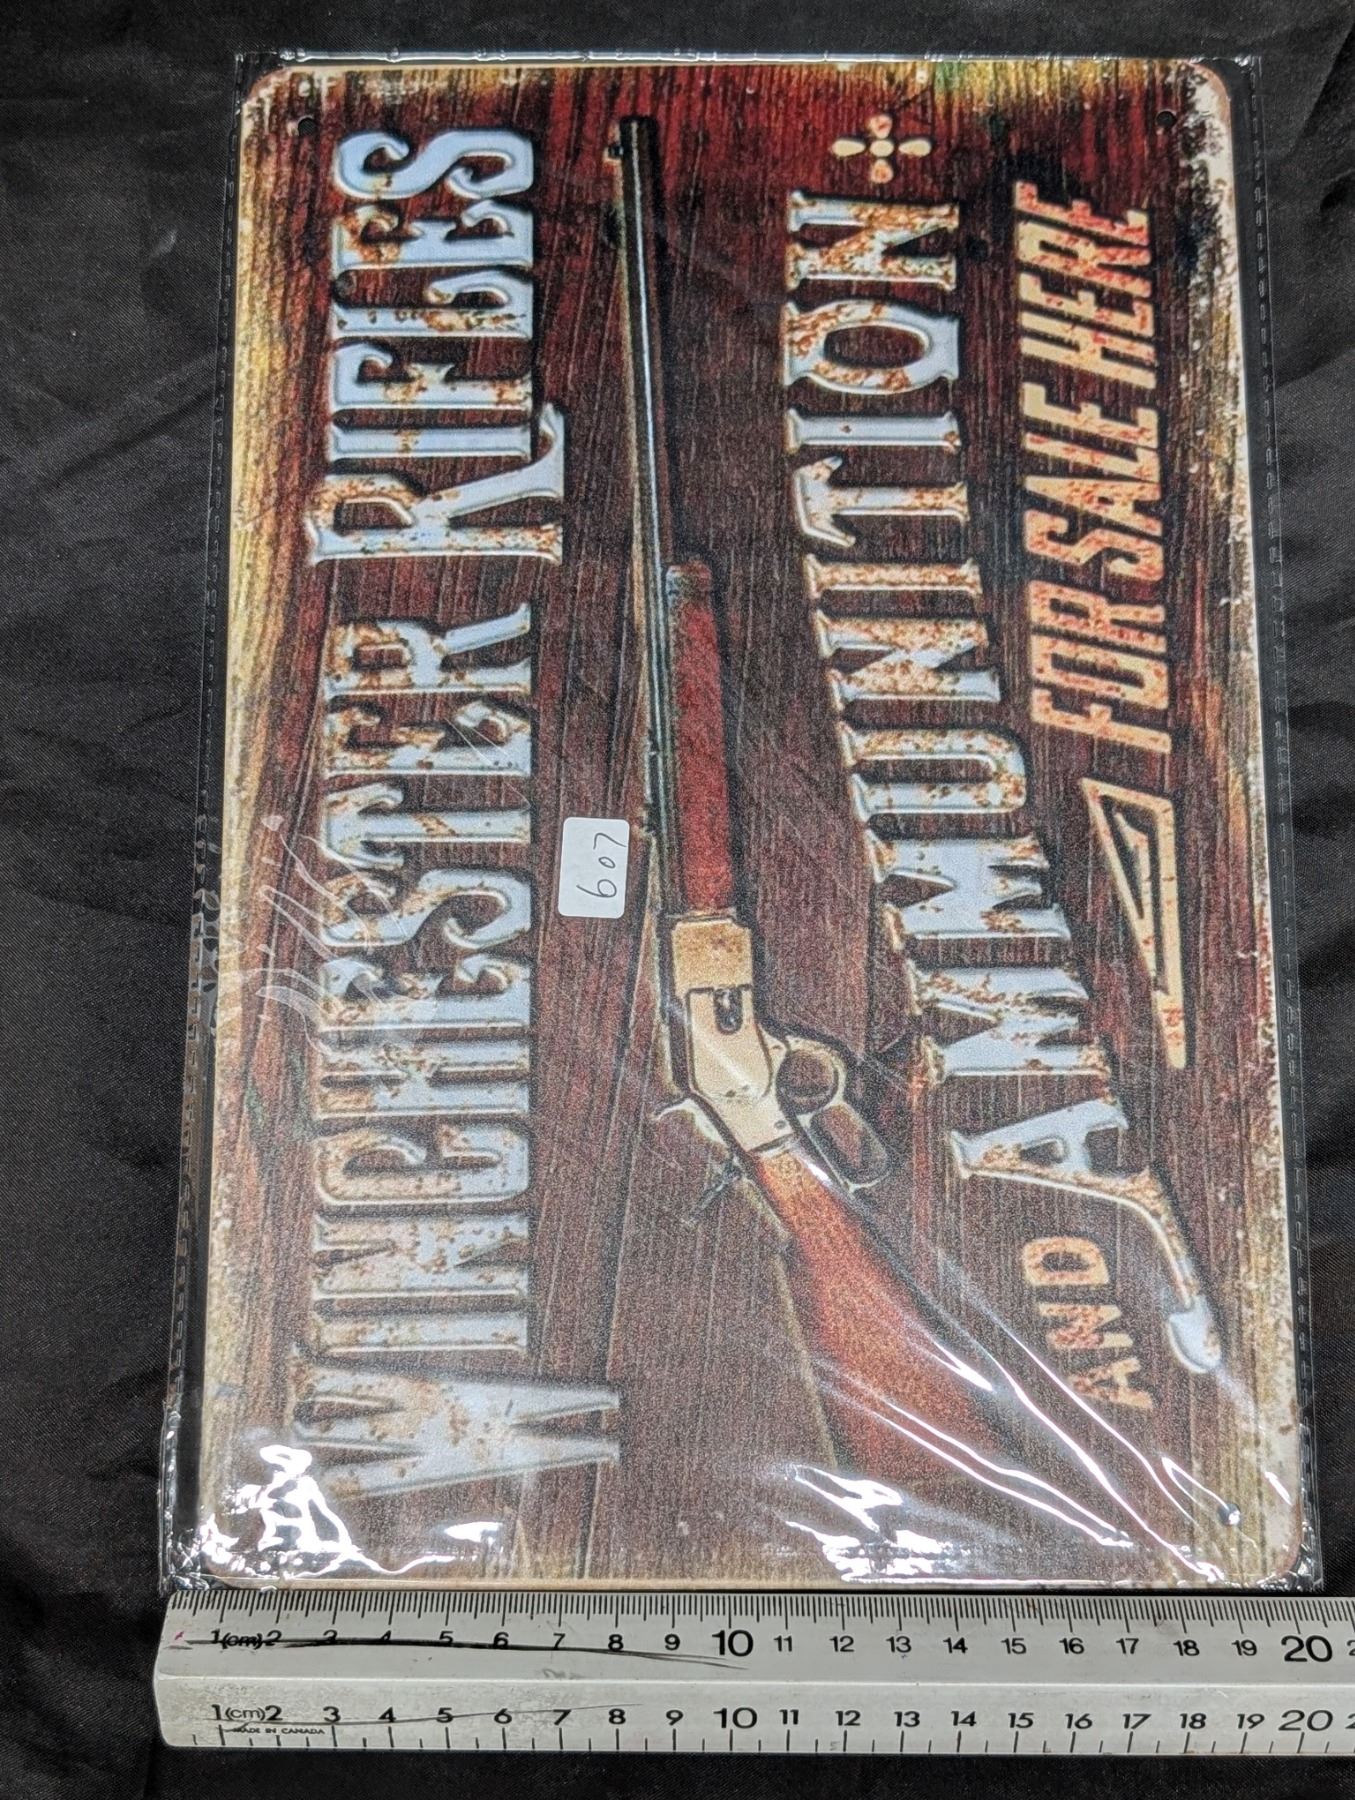 WINCHESTER RIFLES
AND AMMUNITION
FOR SALE HERE
607
1(cm)2 3 4 5 6 7 8 9 10 11 12 13 14 15 16 17 18 19 20
1(cm)2 3 4 5 6 7 8 9 10 11 12 13 14 15 16 17 18 19 20
MADE IN CANADA